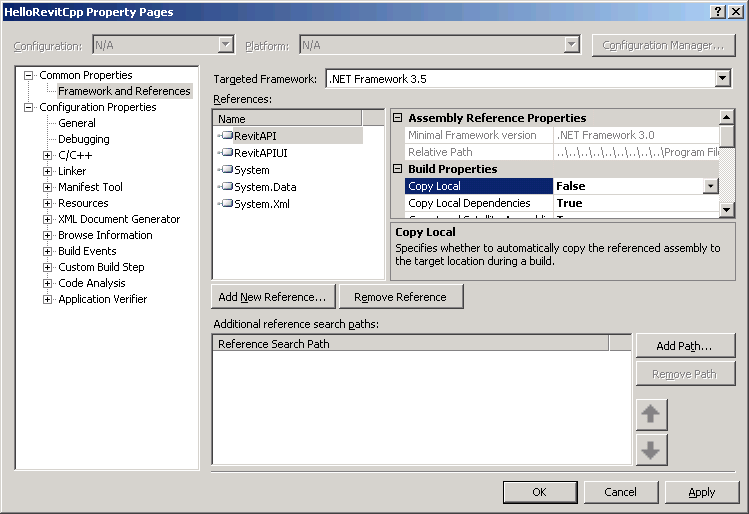 HelloRevitCpp Property Pages
Configuration: N/A Platform: N/A Configuration Manager...
Common Properties
Framework and References
Configuration Properties
General
Debugging
C/C++
Linker
Manifest Tool
Resources
XML Document Generator
Browse Information
Build Events
Custom Build Step
Code Analysis
Application Verifier
Targeted Framework: .NET Framework 3.5
References:
Name
RevitAPI
RevitAPIUI
System
System.Data
System.Xml
Assembly Reference Properties
Minimal Framework version .NET Framework 3.0
Relative Path ..\..\..\..\..\..\..\..\Program File
Build Properties
Copy Local False
Copy Local Dependencies True
Copy Local
Specifies whether to automatically copy the referenced assembly to
the target location during a build.
Add New Reference... Remove Reference
Additional reference search paths:
Reference Search Path
Add Path...
Remove Path
OK Cancel Apply